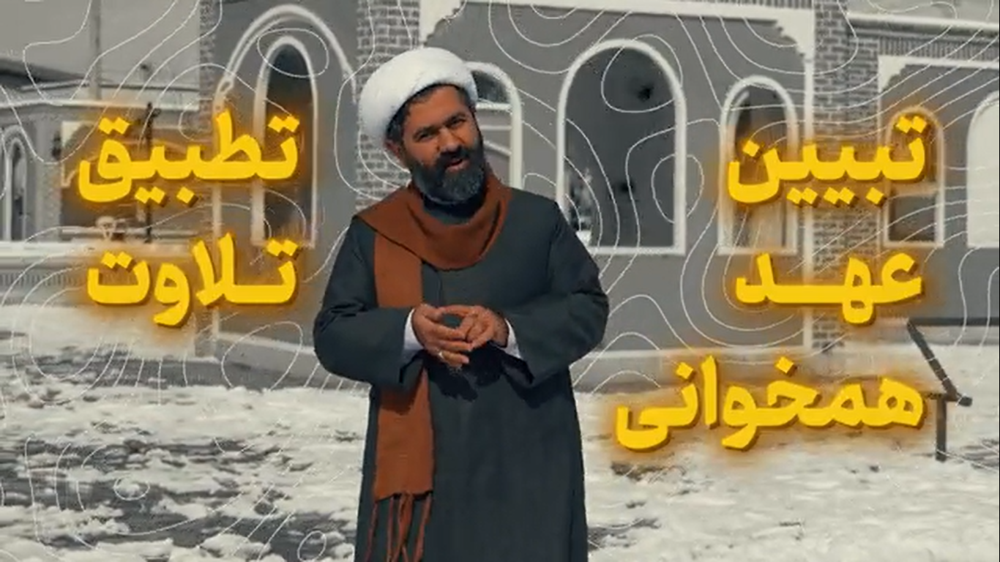 تبیین
عهد
همخوانی
تطبیق
تلاوت